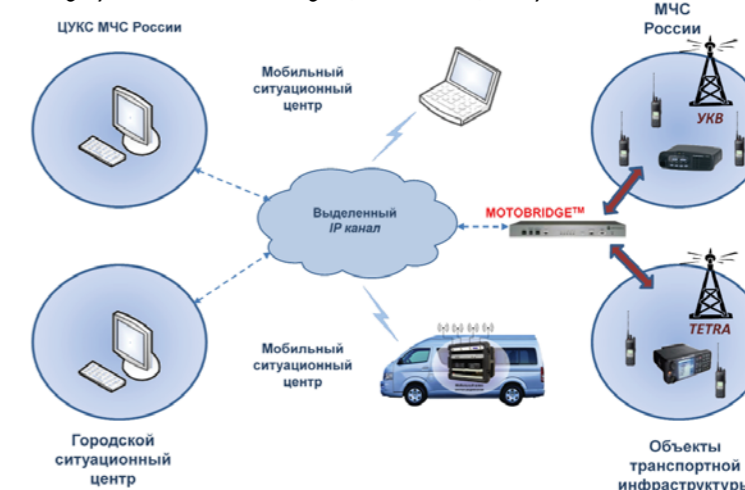 ЦУКС МЧС России
МЧС
России
Мобильный
ситуационный
центр
УКВ
Выделенный
IP канал
MOTOBRIDGE™
TETRA
Мобильный
ситуационный
центр
Городской
ситуационный
центр
Объекты
транспортной
инфраструктуры